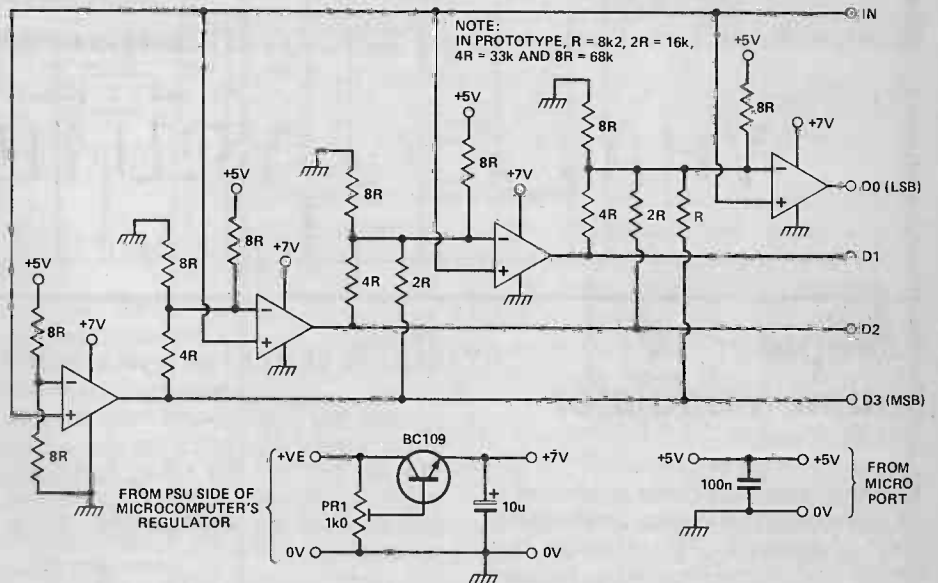 IN
NOTE:
IN PROTOTYPE, R = 8k2, 2R = 16k,
4R = 33k AND 8R = 68k
+5V
8R
+7V
D0 (LSB)
+5V
8R
8R
+7V
4R
2R
R
D1
+5V
8R
8R
+7V
4R
2R
D2
+5V
8R
8R
+7V
4R
D3 (MSB)
8R
FROM PSU SIDE OF
MICROCOMPUTER'S
REGULATOR
+VE
BC109
+7V
PR1
1k0
+
10u
0V
0V
+5V
+5V
100n
0V
FROM
MICRO
PORT